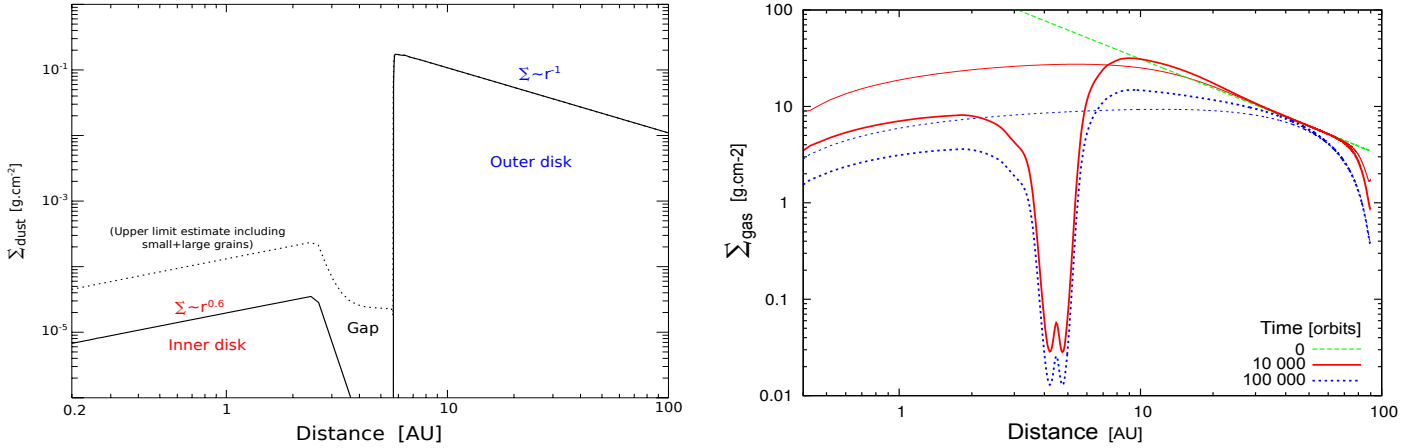 Σdust [g.cm-2]
10-1
10-3
10-5
Σ~r1
Outer disk
(Upper limit estimate including
small+large grains)
Σ~r0.6
Inner disk
Gap
0.2
1
10
100
Distance [AU]
Σgas [g.cm-2]
100
10
1
0.1
0.01
Time [orbits]
0
10 000
100 000
1
10
100
Distance [AU]